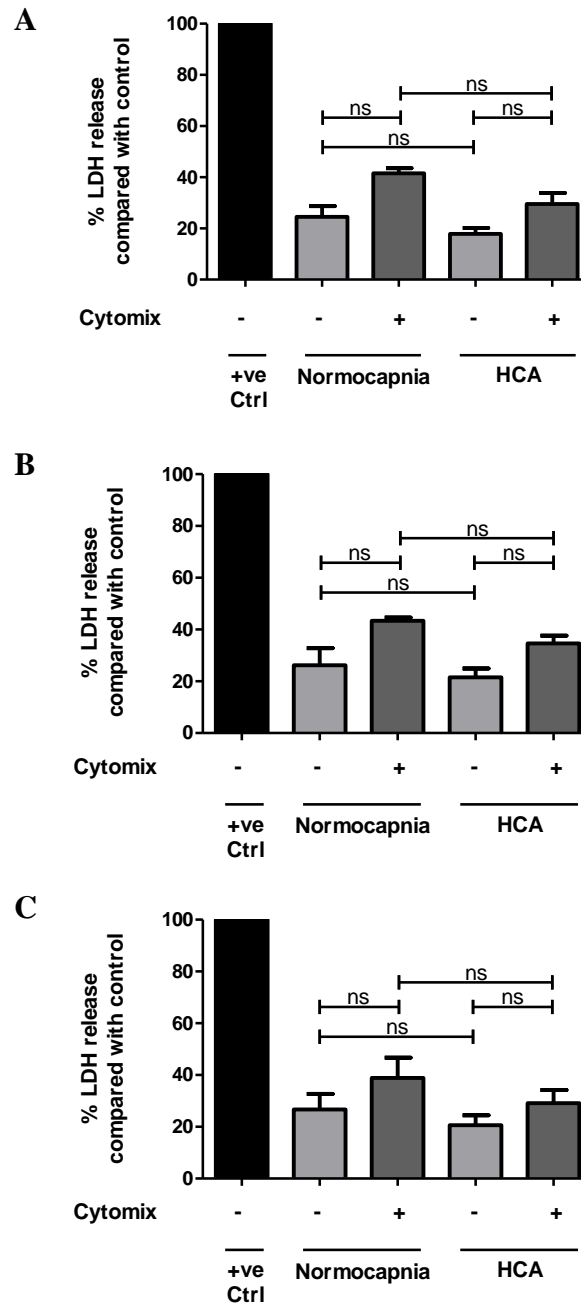 A
% LDH release
compared with control
100
80
60
40
20
0
ns
ns
ns
ns
Cytomix - - + - +
+ve Ctrl
Normocapnia
HCA
B
% LDH release
compared with control
100
80
60
40
20
0
ns
ns
ns
ns
Cytomix - - + - +
+ve Ctrl
Normocapnia
HCA
C
% LDH release
compared with control
100
80
60
40
20
0
ns
ns
ns
ns
Cytomix - - + - +
+ve Ctrl
Normocapnia
HCA